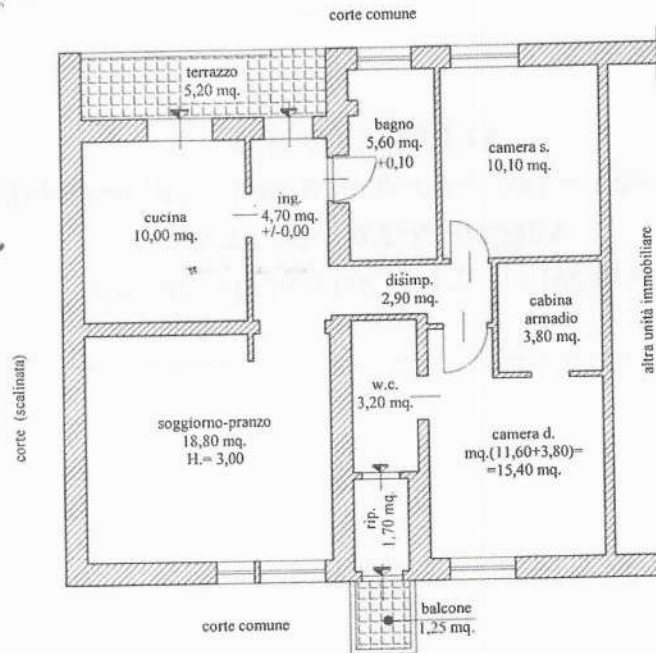 corte comune
terrazzo
5,20 mq.
bagno
5,60 mq.
+0,10
camera s.
10,10 mq.
ing.
4,70 mq.
+/-0,00
cucina
10,00 mq.
disimp.
2,90 mq.
cabina
armadio
3,80 mq.
altra unità immobiliare
corte (scalinata)
w.c.
3,20 mq.
soggiorno-pranzo
18,80 mq.
H.= 3,00
camera d.
mq.(11,60+3,80)=
=15,40 mq.
rip.
1,70 mq.
balcone
1,25 mq.
corte comune